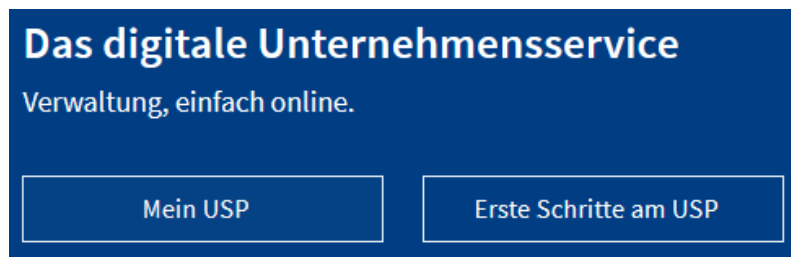 Das digitale Unternehmensservice
Verwaltung, einfach online.
Mein USP
Erste Schritte am USP